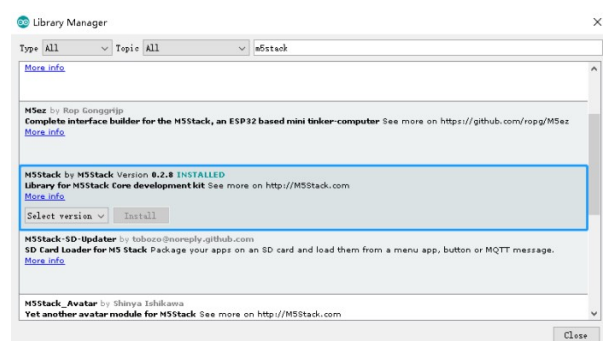 Library Manager
Type All Topic All m5stack
More info
M5ez by Rop Gonggrijp
Complete interface builder for the M5Stack, an ESP32 based mini tinker-computer See more on https://github.com/ropg/M5ez
More info
M5Stack by M5Stack Version 0.2.8 INSTALLED
Library for M5Stack Core development kit See more on http://M5Stack.com
More info
Select version Install
M5Stack-SD-Updater by tobozo@noreply.github.com
SD Card Loader for M5 Stack Package your apps on an SD card and load them from a menu app, button or MQTT message.
More info
M5Stack_Avatar by Shinya Ishikawa
Yet another avatar module for M5Stack See more on http://M5Stack.com
Close